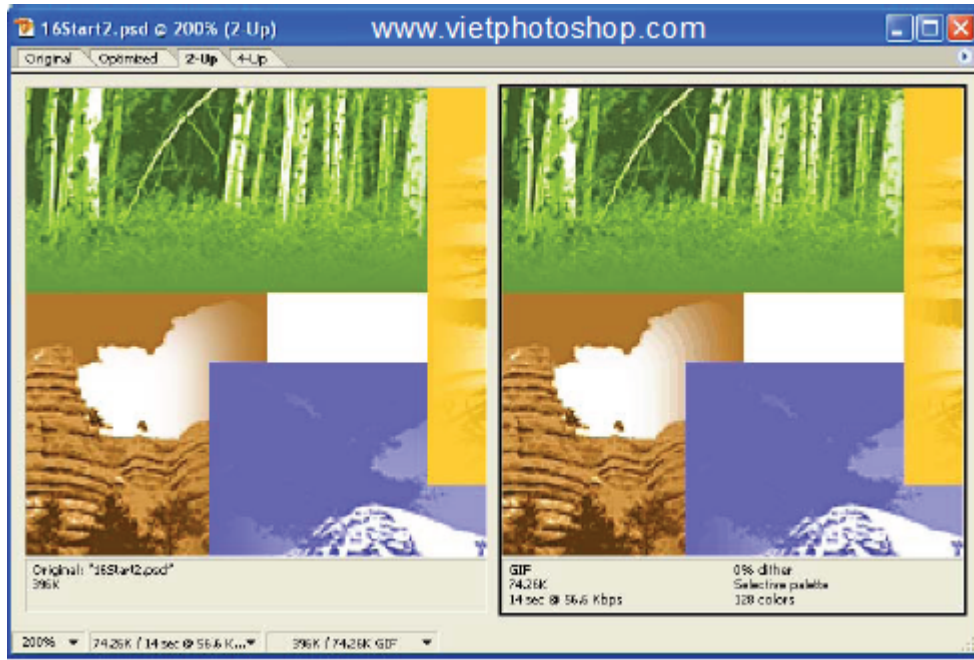 16Start2.psd @ 200% (2-Up) www.vietphotoshop.com
Original Optimized 2-Up 4-Up
Original: "16Start2.psd"
396K
GIF 0% dither
74.26K Selective palette
14 sec @ 56.6 Kbps 128 colors
200% 74.26K / 14 sec @ 56.6 K... 396K / 74.26K GIF